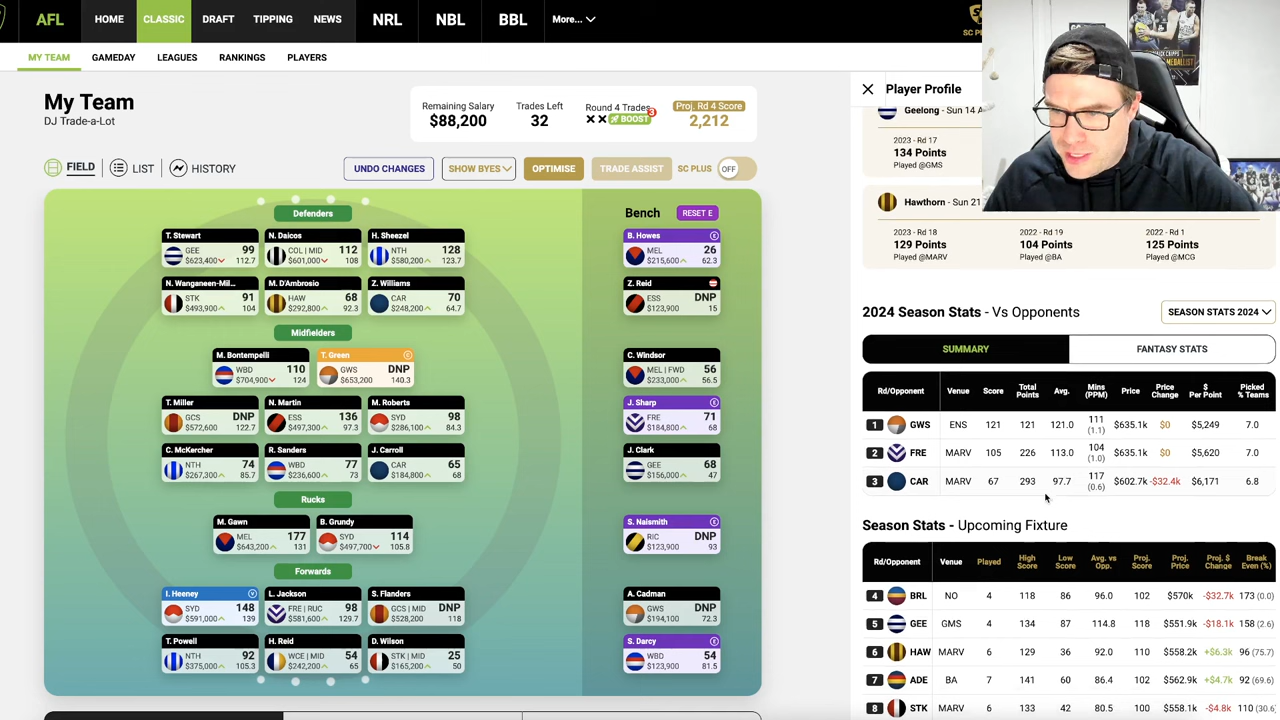 AFL HOME CLASSIC DRAFT TIPPING NEWS NRL NBL BBL More...
SC PLUS
MY TEAM GAMEDAY LEAGUES RANKINGS PLAYERS
My Team
DJ Trade-a-Lot
Remaining Salary
$88,200
Trades Left
32
Round 4 Trades
BOOST
Proj. Rd 4 Score
2,212
FIELD LIST HISTORY
UNDO CHANGES SHOW BYES OPTIMISE TRADE ASSIST SC PLUS OFF
Defenders
Bench RESET E
T. Stewart
GEE 99
$623,400 112.7
N. Daicos
COL | MID 112
$601,000 108
H. Sheezel
NTH 128
$580,200 123.7
B. Howes E
MEL 26
$215,600 62.3
N. Wanganeen-Mil...
STK 91
$493,900 104
M. D'Ambrosio
HAW 68
$292,800 92.3
Z. Williams
CAR 70
$248,200 64.7
Z. Reid
ESS DNP
$123,900 15
Midfielders
M. Bontempelli
WBD 110
$704,900 124
T. Green C
GWS DNP
$653,200 140.3
C. Windsor
MEL | FWD 56
$233,000 56.5
T. Miller
GCS DNP
$572,600 122.7
N. Martin
ESS 136
$497,300 97.3
M. Roberts
SYD 98
$286,100 84.3
J. Sharp E
FRE 71
$184,800 68
C. McKercher
NTH 74
$267,300 85.7
R. Sanders
WBD 77
$236,600 73
J. Carroll
CAR 65
$184,800 68
J. Clark
GEE 68
$156,000 47
Rucks
M. Gawn
MEL 177
$643,200 131
B. Grundy
SYD 114
$497,700 105.8
S. Naismith E
RIC DNP
$123,900 93
Forwards
I. Heeney V
SYD 148
$591,000 139
L. Jackson
FRE | RUC 98
$581,600 129.7
S. Flanders
GCS | MID DNP
$528,200 118
A. Cadman
GWS DNP
$194,100 72.3
T. Powell
NTH 92
$375,000 105.3
H. Reid
WCE | MID 54
$242,200 65
D. Wilson
STK | MID 25
$165,200 50
S. Darcy E
WBD 54
$123,900 81.5
Player Profile
Geelong - Sun 14 A
2023 - Rd 17
134 Points
Played @GMS
Hawthorn - Sun 21
2023 - Rd 18
129 Points
Played @MARV
2022 - Rd 19
104 Points
Played @BA
2022 - Rd 1
125 Points
Played @MCG
2024 Season Stats - Vs Opponents SEASON STATS 2024
SUMMARY FANTASY STATS
Rd/Opponent Venue Score Total Points Avg. Mins (PPM) Price Price Change $ Per Point Picked % Teams
1 GWS ENS 121 121 121.0 111 (1.1) $635.1k $0 $5,249 7.0
2 FRE MARV 105 226 113.0 104 (1.0) $635.1k $0 $5,620 7.0
3 CAR MARV 67 293 97.7 117 (0.6) $602.7k -$32.4k $6,171 6.8
Season Stats - Upcoming Fixture
Rd/Opponent Venue Played High Score Low Score Avg. vs Opp. Proj. Score Proj. Price Proj. $ Change Break Even (%)
4 BRL NO 4 118 86 96.0 102 $570k -$32.7k 173 (0.0)
5 GEE GMS 4 134 87 114.8 118 $551.9k -$18.1k 158 (2.6)
6 HAW MARV 6 129 36 92.0 110 $558.2k +$6.3k 96 (75.7)
7 ADE BA 7 141 60 86.4 102 $562.9k +$4.7k 92 (69.6)
8 STK MARV 6 133 42 80.5 100 $558.1k -$4.8k 110 (30.6